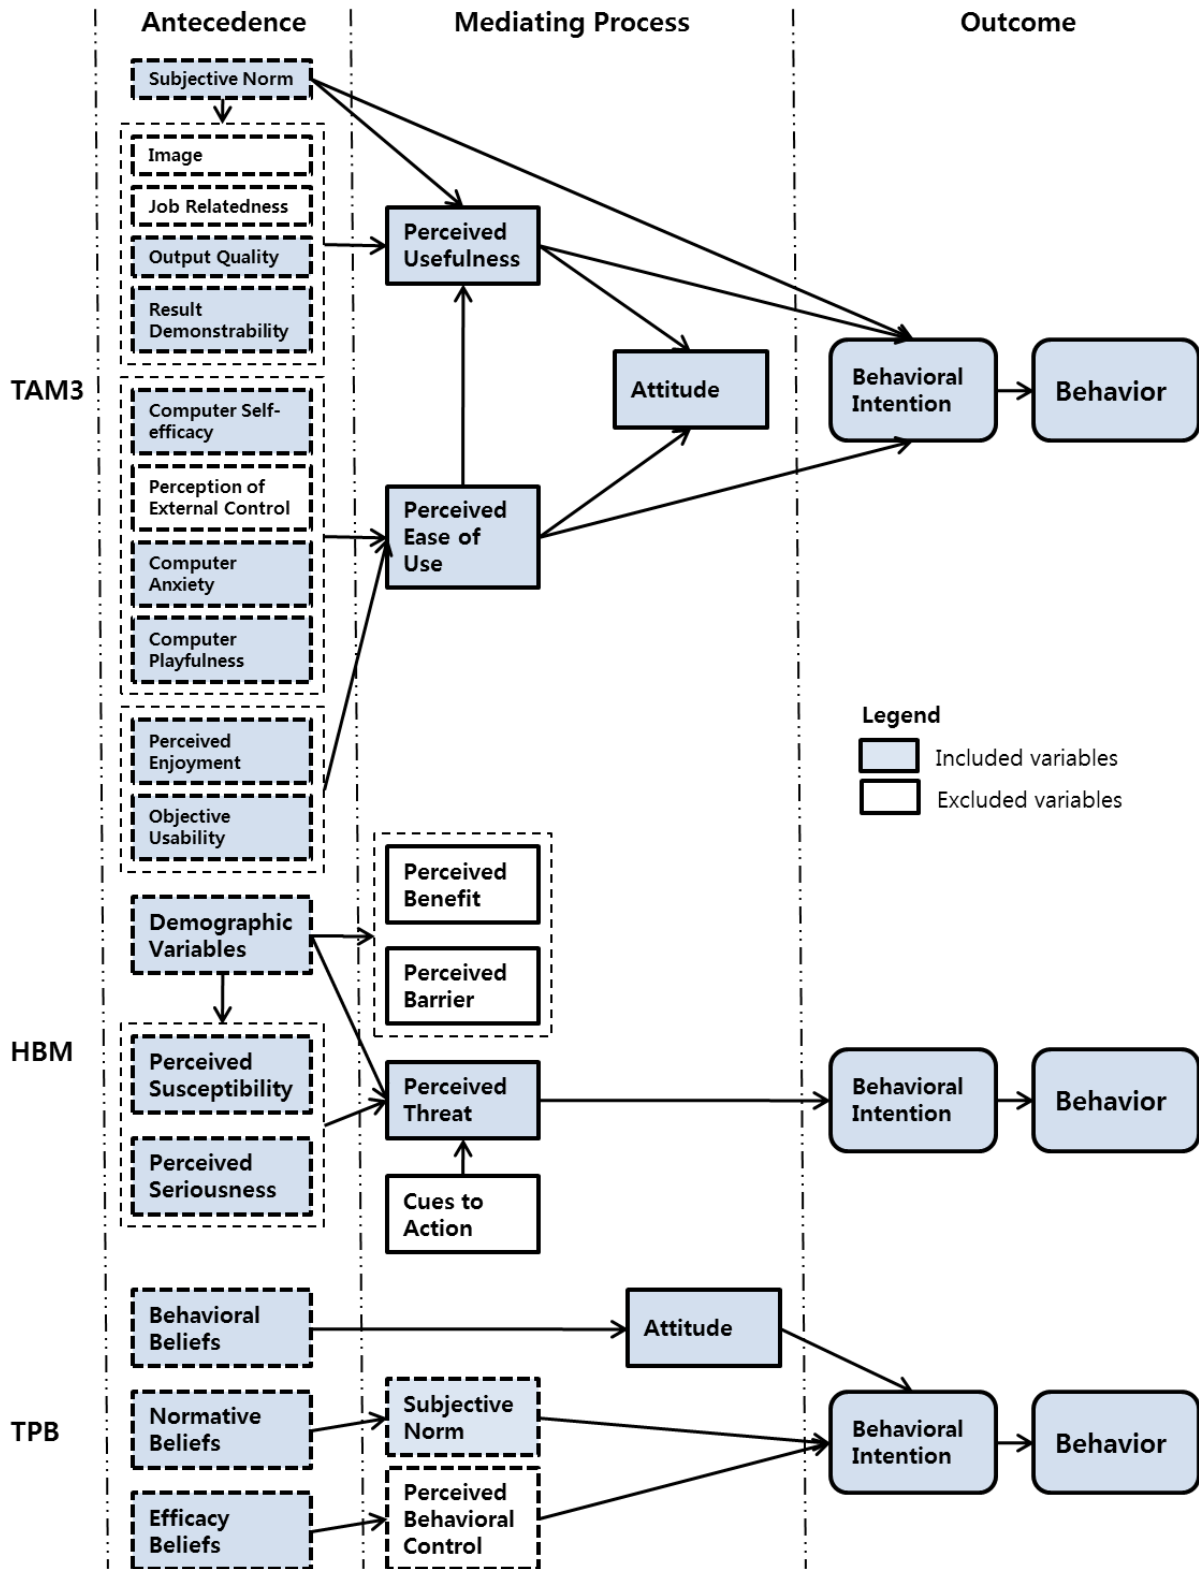 Antecedence
Mediating Process
Outcome
Subjective Norm
Image
Job Relatedness
Output Quality
Result
Demonstrability
Perceived
Usefulness
Attitude
Behavioral
Intention
Behavior
TAM3
Computer Self-
efficacy
Perception of
External Control
Computer
Anxiety
Computer
Playfulness
Perceived
Ease of
Use
Perceived
Enjoyment
Objective
Usability
Legend
Included variables
Excluded variables
Demographic
Variables
Perceived
Benefit
Perceived
Barrier
HBM
Perceived
Susceptibility
Perceived
Seriousness
Perceived
Threat
Cues to
Action
Behavioral
Intention
Behavior
TPB
Behavioral
Beliefs
Attitude
Normative
Beliefs
Subjective
Norm
Efficacy
Beliefs
Perceived
Behavioral
Control
Behavioral
Intention
Behavior